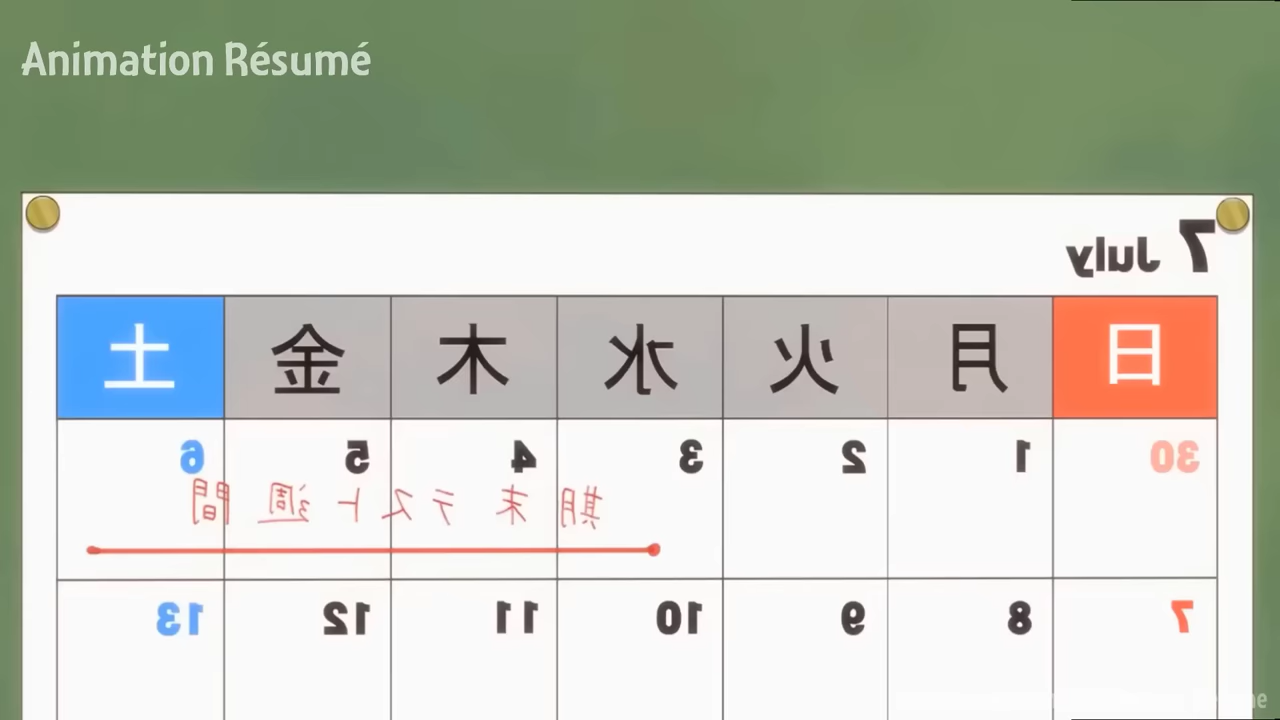 Animation Résumé
7 July
日 月 火 水 木 金 土
30 1 2 3 4 5 6
期末テスト週間
7 8 9 10 11 12 13